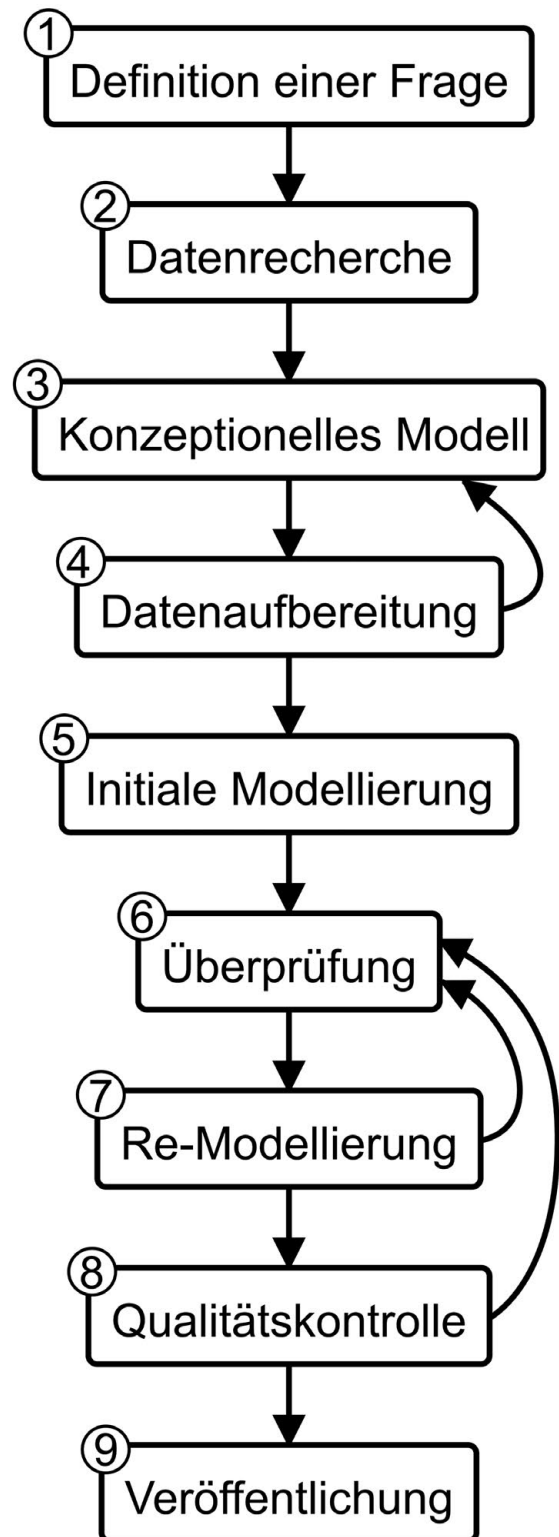 1
Definition einer Frage
2
Datenrecherche
3
Konzeptionelles Modell
4
Datenaufbereitung
5
Initiale Modellierung
6
Überprüfung
7
Re-Modellierung
8
Qualitätskontrolle
9
Veröffentlichung